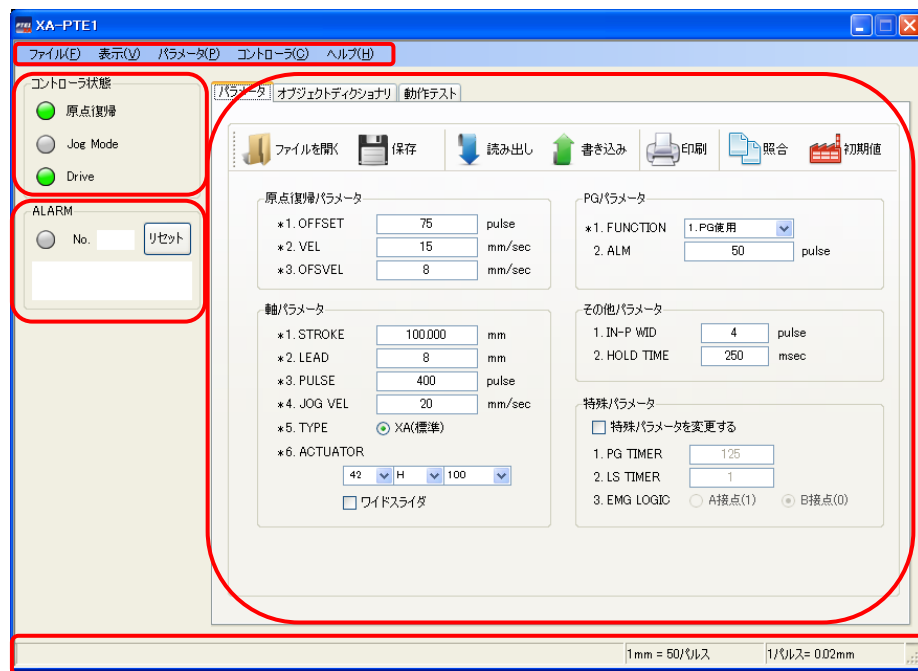 PTE1 XA-PTE1
ファイル(F) 表示(V) パラメータ(P) コントローラ(C) ヘルプ(H)
コントローラ状態
原点復帰
Jog Mode
Drive
ALARM
No. リセット
パラメータ オブジェクトディクショナリ 動作テスト
ファイルを開く 保存 読み出し 書き込み 印刷 照合 初期値
原点復帰パラメータ
*1. OFFSET 75 pulse
*2. VEL 15 mm/sec
*3. OFSVEL 8 mm/sec
軸パラメータ
*1. STROKE 100.000 mm
*2. LEAD 8 mm
*3. PULSE 400 pulse
*4. JOG VEL 20 mm/sec
*5. TYPE XA(標準)
*6. ACTUATOR
42 H 100
ワイドスライダ
PGパラメータ
*1. FUNCTION 1.PG使用
2. ALM 50 pulse
その他パラメータ
1. IN-P WID 4 pulse
2. HOLD TIME 250 msec
特殊パラメータ
特殊パラメータを変更する
1. PG TIMER 125
2. LS TIMER 1
3. EMG LOGIC A接点(1) B接点(0)
1mm = 50パルス 1パルス= 0.02mm